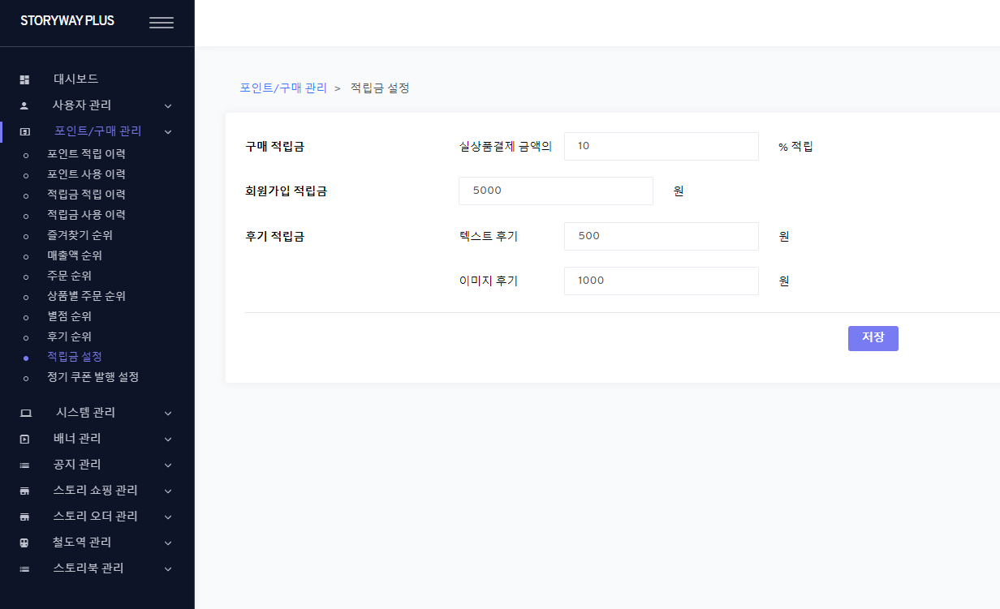 STORYWAY PLUS
대시보드
사용자 관리
포인트/구매 관리
포인트 적립 이력
포인트 사용 이력
적립금 적립 이력
적립금 사용 이력
즐겨찾기 순위
매출액 순위
주문 순위
상품별 주문 순위
별점 순위
후기 순위
적립금 설정
정기 쿠폰 발행 설정
시스템 관리
배너 관리
공지 관리
스토리 쇼핑 관리
스토리 오더 관리
철도역 관리
스토리북 관리
포인트/구매 관리 > 적립금 설정
구매 적립금 실상품결제 금액의 10 % 적립
회원가입 적립금 5000 원
후기 적립금 텍스트 후기 500 원
이미지 후기 1000 원
저장